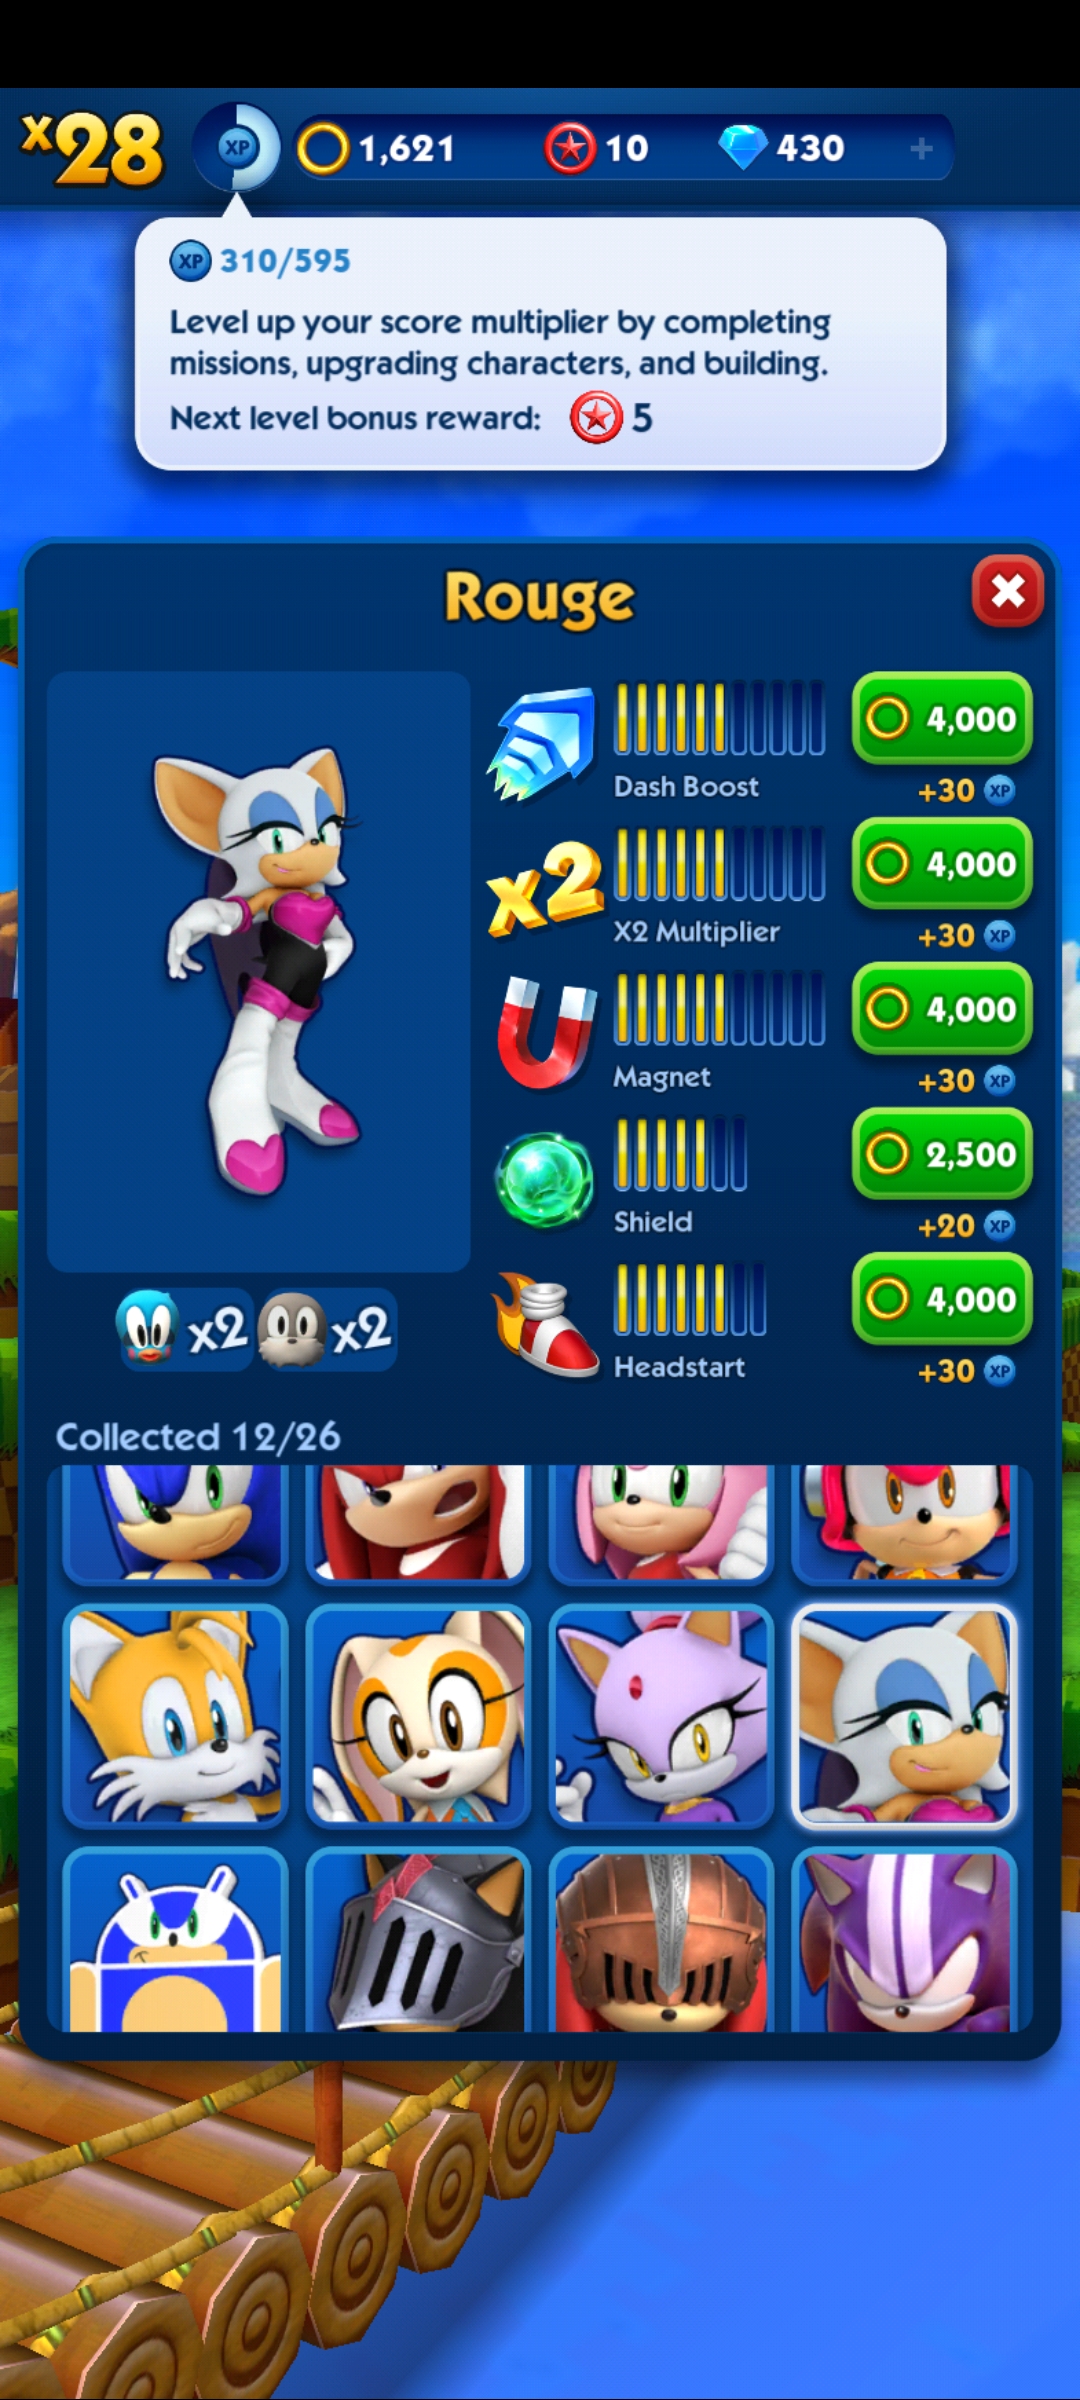 x28
XP
1,621
10
430
+
XP 310/595
Level up your score multiplier by completing
missions, upgrading characters, and building.
Next level bonus reward: 5
Rouge
4,000
Dash Boost
+30 XP
x2
4,000
X2 Multiplier
+30 XP
4,000
Magnet
+30 XP
2,500
Shield
+20 XP
x2
x2
4,000
Headstart
+30 XP
Collected 12/26